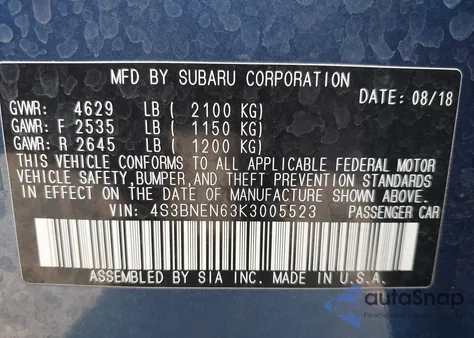 MFD BY SUBARU CORPORATION
DATE: 08/18
GVWR: 4629 LB ( 2100 KG)
GAWR: F 2535 LB ( 1150 KG)
GAWR: R 2645 LB ( 1200 KG)
THIS VEHICLE CONFORMS TO ALL APPLICABLE FEDERAL MOTOR
VEHICLE SAFETY, BUMPER, AND THEFT PREVENTION STANDARDS
IN EFFECT ON THE DATE OF MANUFACTURE SHOWN ABOVE.
VIN: 4S3BNEN63K3005523 PASSENGER CAR
ASSEMBLED BY SIA INC. MADE IN U.S.A.
autoSnap